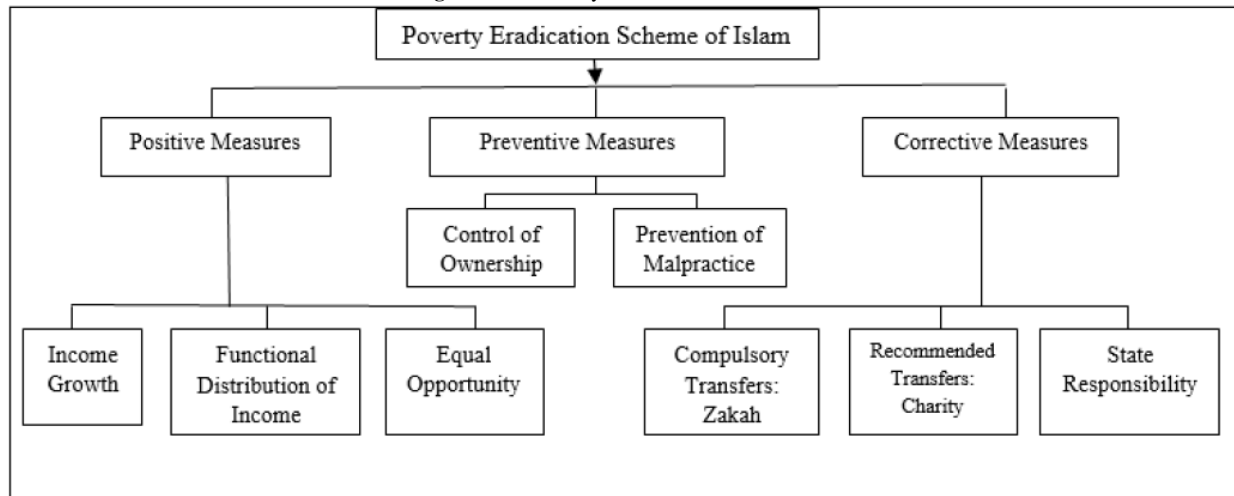 Poverty Eradication Scheme of Islam
Positive Measures
Preventive Measures
Corrective Measures
Control of
Ownership
Prevention of
Malpractice
Income
Growth
Functional
Distribution of
Income
Equal
Opportunity
Compulsory
Transfers:
Zakah
Recommended
Transfers:
Charity
State
Responsibility